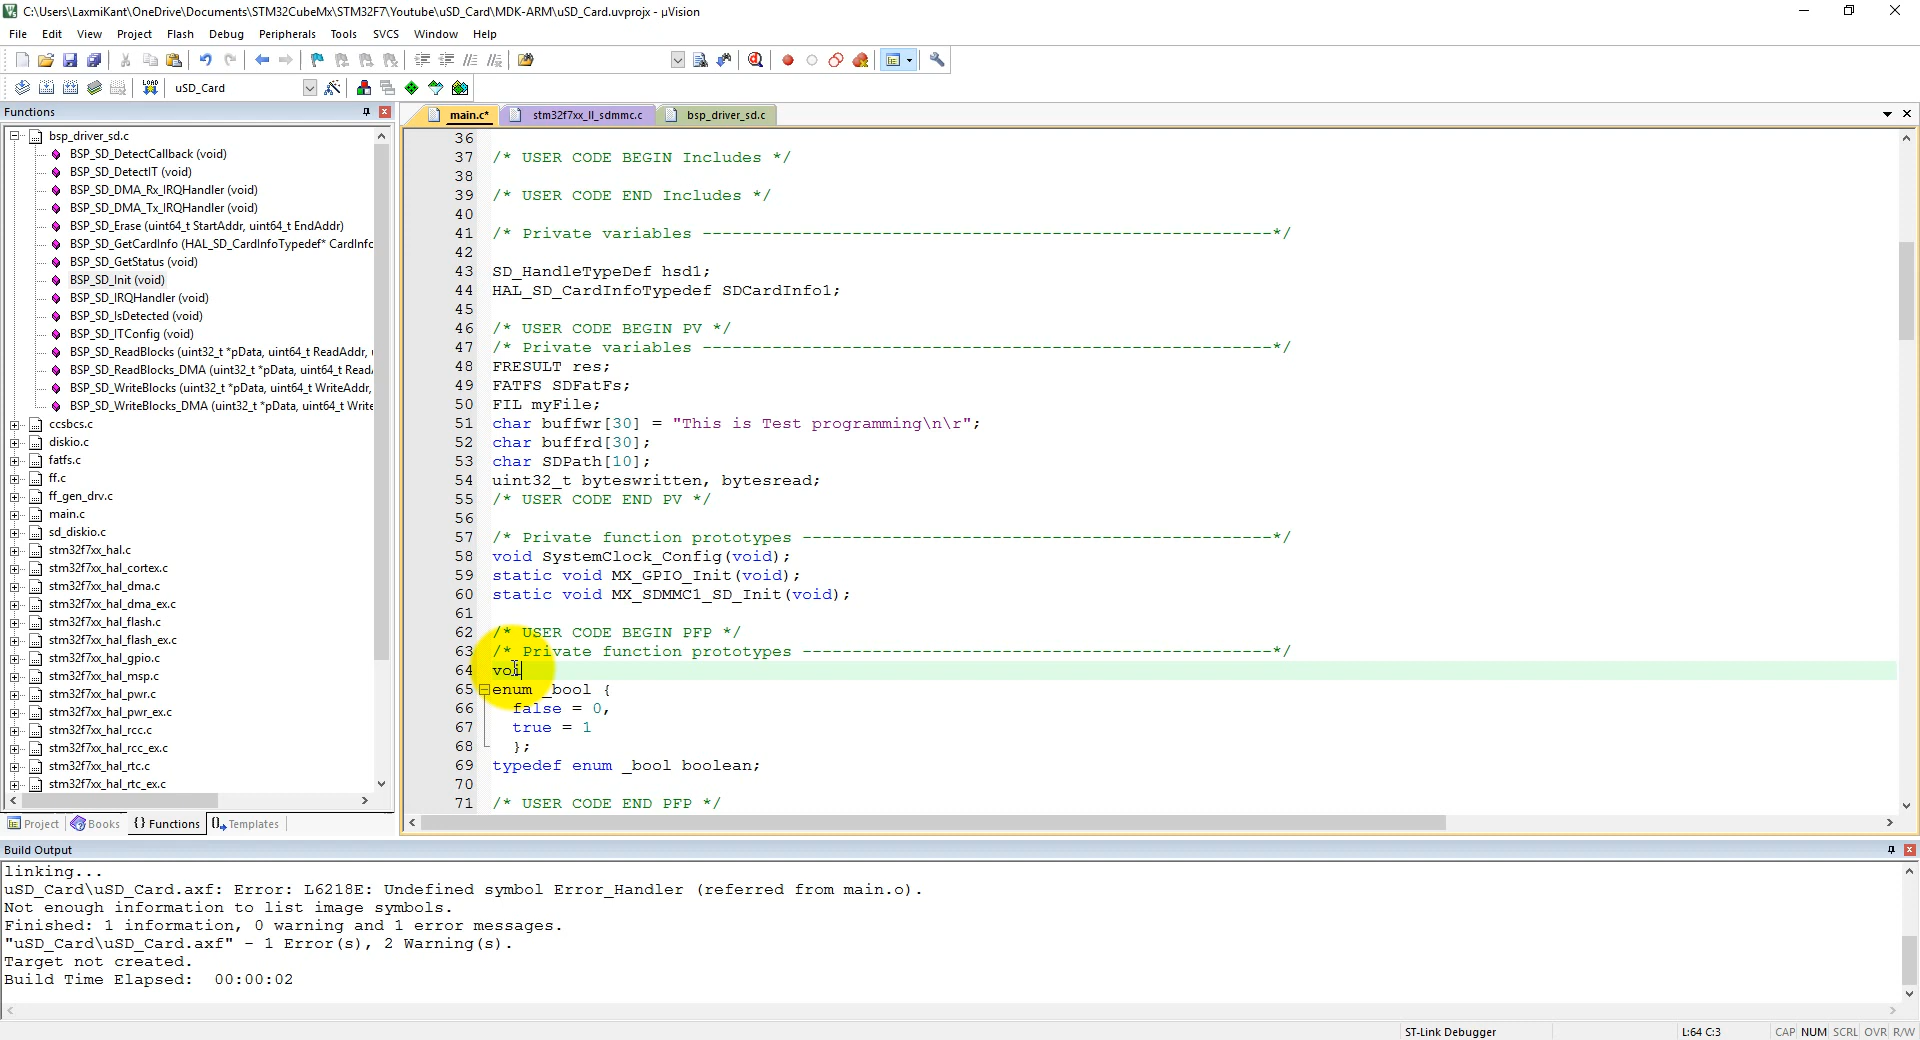 C:\Users\LaxmiKant\OneDrive\Documents\STM32CubeMx\STM32F7\Youtube\uSD_Card\MDK-ARM\uSD_Card.uvprojx - µVision
File Edit View Project Flash Debug Peripherals Tools SVCS Window Help
LOAD uSD_Card
Functions
bsp_driver_sd.c
BSP_SD_DetectCallback (void)
BSP_SD_DetectIT (void)
BSP_SD_DMA_Rx_IRQHandler (void)
BSP_SD_DMA_Tx_IRQHandler (void)
BSP_SD_Erase (uint64_t StartAddr, uint64_t EndAddr)
BSP_SD_GetCardInfo (HAL_SD_CardInfoTypedef* CardInfo
BSP_SD_GetStatus (void)
BSP_SD_Init (void)
BSP_SD_IRQHandler (void)
BSP_SD_IsDetected (void)
BSP_SD_ITConfig (void)
BSP_SD_ReadBlocks (uint32_t *pData, uint64_t ReadAddr, u
BSP_SD_ReadBlocks_DMA (uint32_t *pData, uint64_t Read
BSP_SD_WriteBlocks (uint32_t *pData, uint64_t WriteAddr,
BSP_SD_WriteBlocks_DMA (uint32_t *pData, uint64_t Write
ccsbcs.c
diskio.c
fatfs.c
ff.c
ff_gen_drv.c
main.c
sd_diskio.c
stm32f7xx_hal.c
stm32f7xx_hal_cortex.c
stm32f7xx_hal_dma.c
stm32f7xx_hal_dma_ex.c
stm32f7xx_hal_flash.c
stm32f7xx_hal_flash_ex.c
stm32f7xx_hal_gpio.c
stm32f7xx_hal_msp.c
stm32f7xx_hal_pwr.c
stm32f7xx_hal_pwr_ex.c
stm32f7xx_hal_rcc.c
stm32f7xx_hal_rcc_ex.c
stm32f7xx_hal_rtc.c
stm32f7xx_hal_rtc_ex.c
Project Books {} Functions Templates
main.c* stm32f7xx_ll_sdmmc.c bsp_driver_sd.c
36
37 /* USER CODE BEGIN Includes */
38
39 /* USER CODE END Includes */
40
41 /* Private variables ---------------------------------------------------------*/
42
43 SD_HandleTypeDef hsd1;
44 HAL_SD_CardInfoTypedef SDCardInfo1;
45
46 /* USER CODE BEGIN PV */
47 /* Private variables ---------------------------------------------------------*/
48 FRESULT res;
49 FATFS SDFatFs;
50 FIL myFile;
51 char buffwr[30] = "This is Test programming\n\r";
52 char buffrd[30];
53 char SDPath[10];
54 uint32_t byteswritten, bytesread;
55 /* USER CODE END PV */
56
57 /* Private function prototypes -----------------------------------------------*/
58 void SystemClock_Config(void);
59 static void MX_GPIO_Init(void);
60 static void MX_SDMMC1_SD_Init(void);
61
62 /* USER CODE BEGIN PFP */
63 /* Private function prototypes -----------------------------------------------*/
64 voi
65 enum _bool {
66 false = 0,
67 true = 1
68 };
69 typedef enum _bool boolean;
70
71 /* USER CODE END PFP */
Build Output
linking...
uSD_Card\uSD_Card.axf: Error: L6218E: Undefined symbol Error_Handler (referred from main.o).
Not enough information to list image symbols.
Finished: 1 information, 0 warning and 1 error messages.
"uSD_Card\uSD_Card.axf" - 1 Error(s), 2 Warning(s).
Target not created.
Build Time Elapsed:  00:00:02
ST-Link Debugger L:64 C:3 CAP NUM SCRL OVR R/W